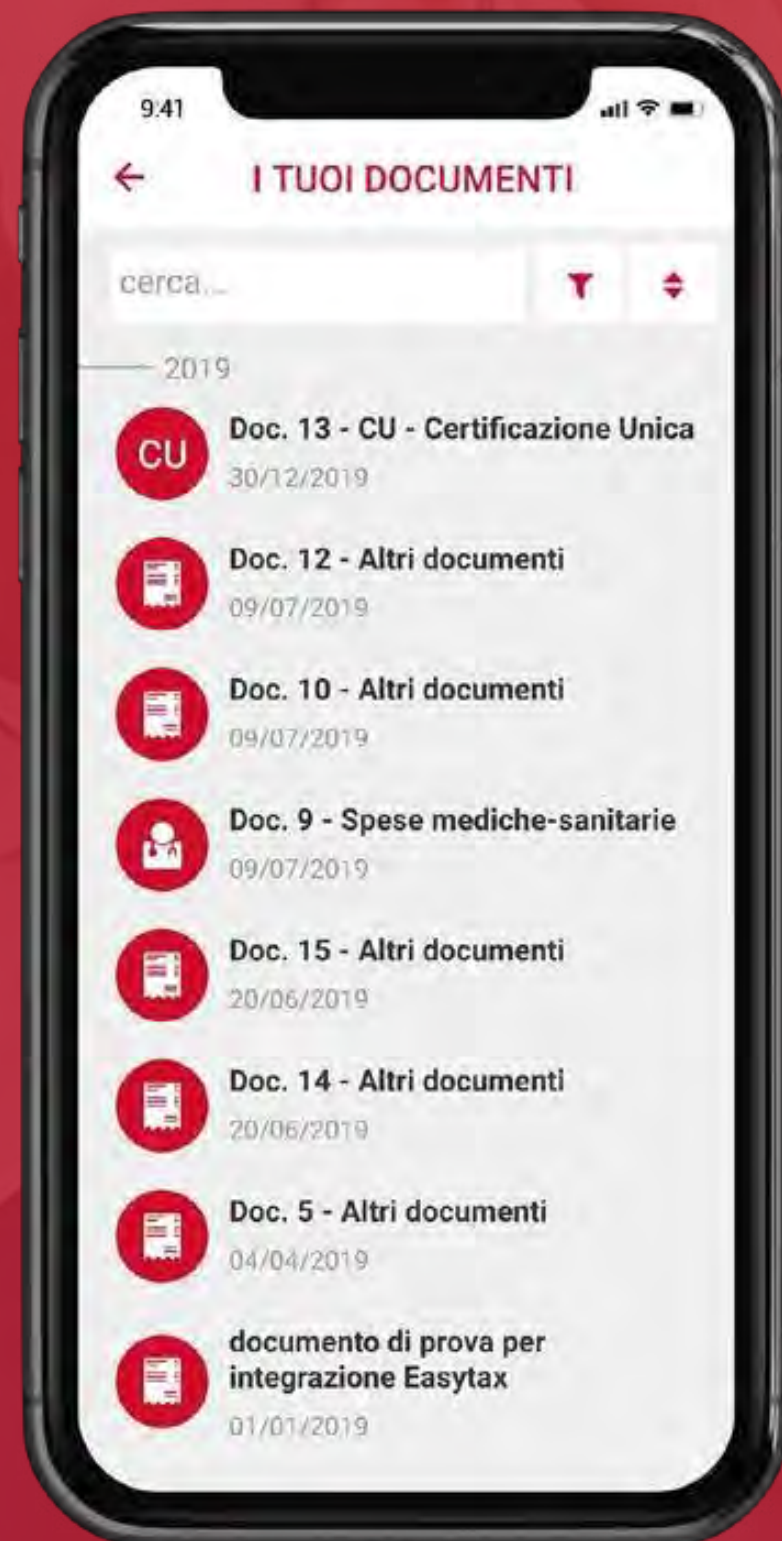 9:41
I TUOI DOCUMENTI
cerca...
2019
CU
Doc. 13 - CU - Certificazione Unica
30/12/2019
Doc. 12 - Altri documenti
09/07/2019
Doc. 10 - Altri documenti
09/07/2019
Doc. 9 - Spese mediche-sanitarie
09/07/2019
Doc. 15 - Altri documenti
20/06/2019
Doc. 14 - Altri documenti
20/06/2019
Doc. 5 - Altri documenti
04/04/2019
documento di prova per
integrazione Easytax
01/01/2019